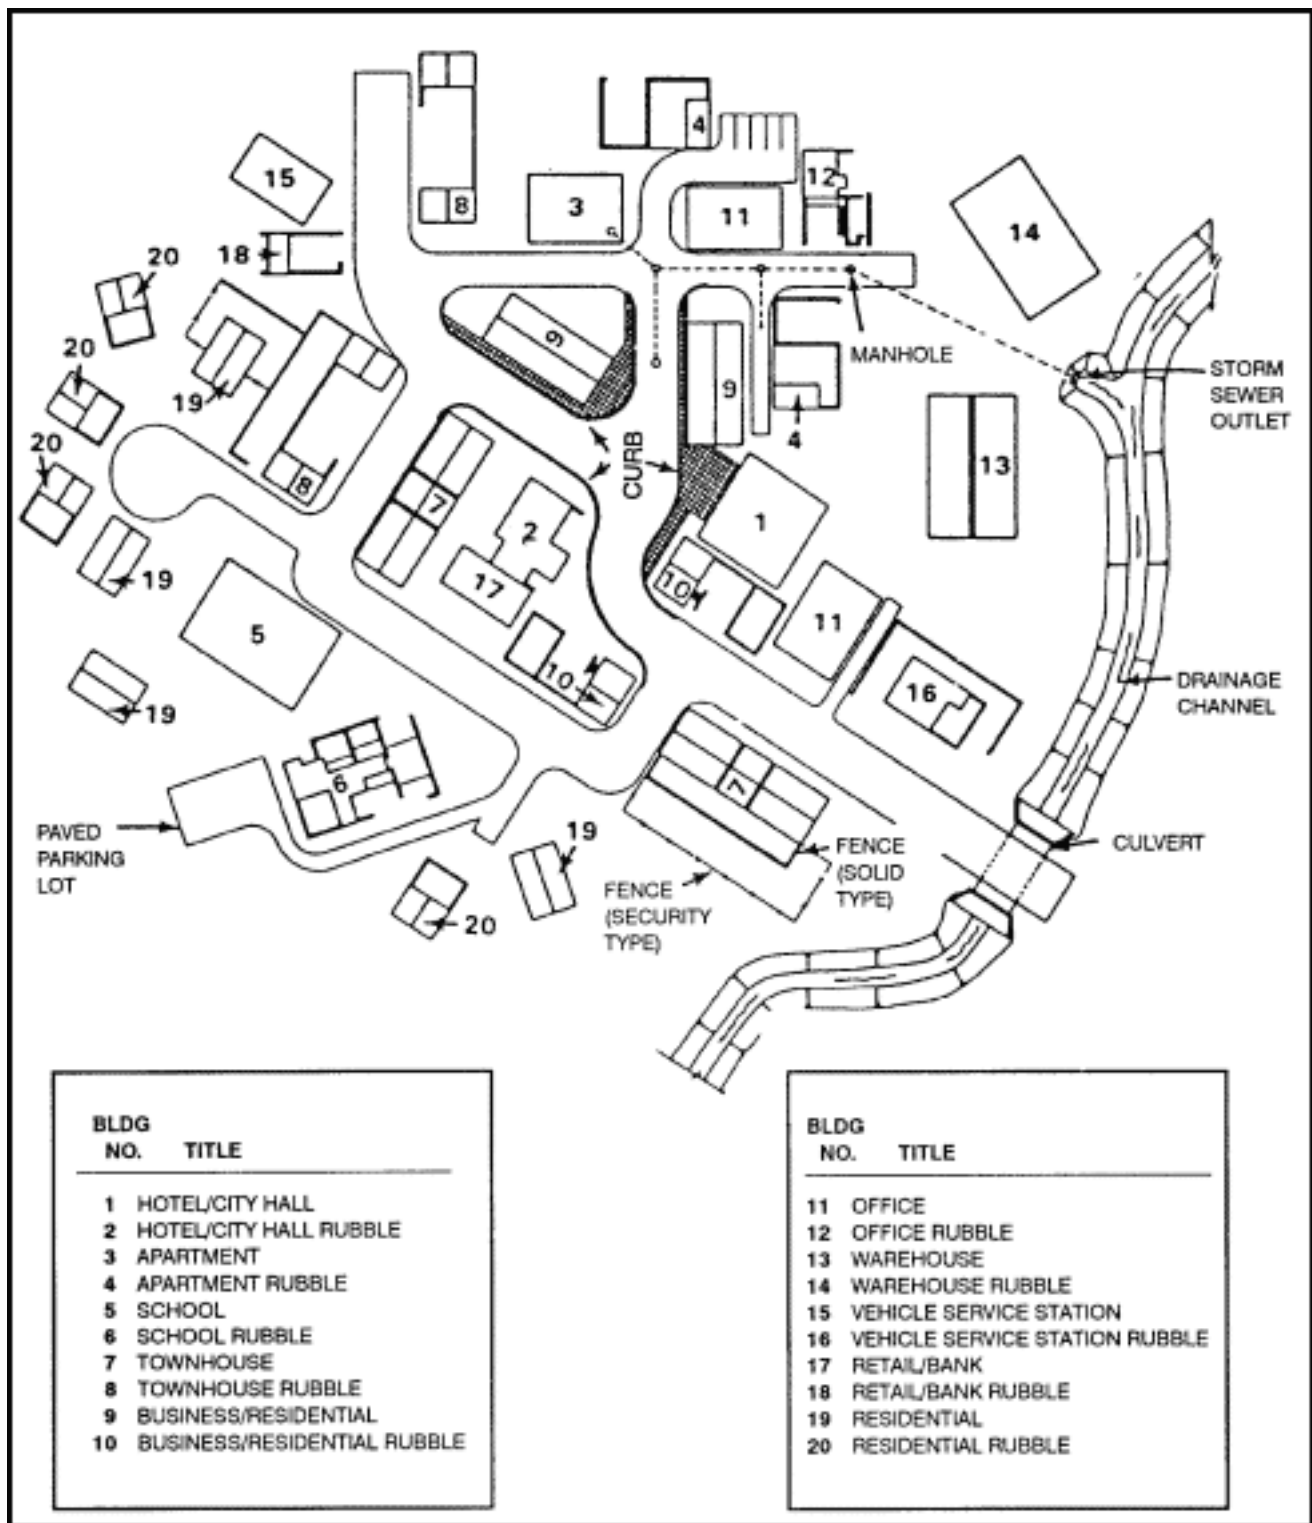 4
15
8
3
11
12
14
18
20
9
MANHOLE
STORM
SEWER
OUTLET
20
19
9
4
20
CURB
13
8
7
2
1
19
17
10
11
5
10
16
DRAINAGE
CHANNEL
19
6
7
PAVED
PARKING
LOT
19
FENCE
(SOLID
TYPE)
CULVERT
FENCE
(SECURITY
TYPE)
20
BLDG
NO. TITLE
1 HOTEL/CITY HALL
2 HOTEL/CITY HALL RUBBLE
3 APARTMENT
4 APARTMENT RUBBLE
5 SCHOOL
6 SCHOOL RUBBLE
7 TOWNHOUSE
8 TOWNHOUSE RUBBLE
9 BUSINESS/RESIDENTIAL
10 BUSINESS/RESIDENTIAL RUBBLE
BLDG
NO. TITLE
11 OFFICE
12 OFFICE RUBBLE
13 WAREHOUSE
14 WAREHOUSE RUBBLE
15 VEHICLE SERVICE STATION
16 VEHICLE SERVICE STATION RUBBLE
17 RETAIL/BANK
18 RETAIL/BANK RUBBLE
19 RESIDENTIAL
20 RESIDENTIAL RUBBLE